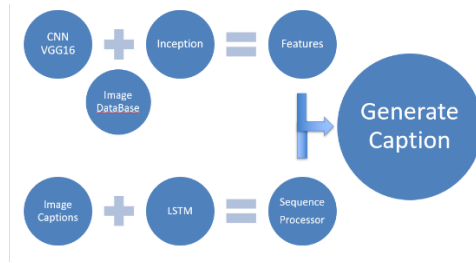 CNN
VGG16
Inception
Features
Image
DataBase
Generate
Caption
Image
Captions
LSTM
Sequence
Processor